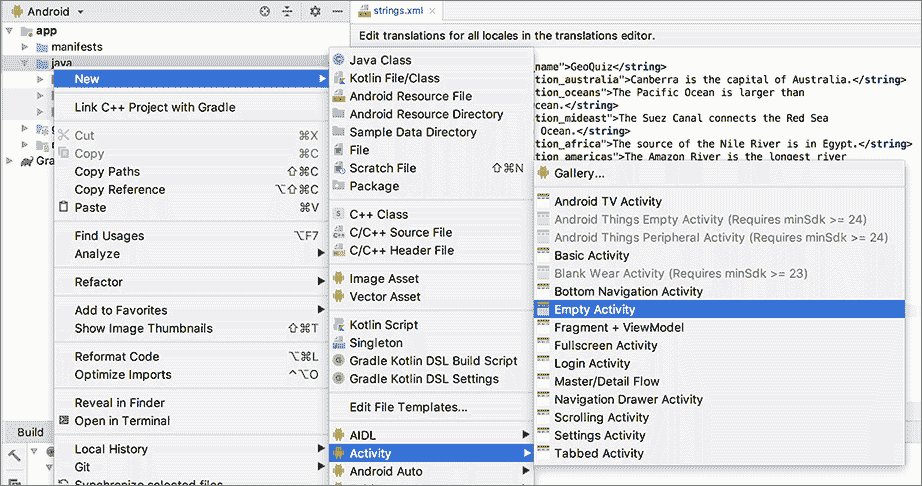 Android
strings.xml
app
Edit translations for all locales in the translations editor.
manifests
java
_name">GeoQuiz</string>
tion_australia">Canberra is the capital of Australia.</string>
tion_oceans">The Pacific Ocean is larger than
cean.</string>
tion_mideast">The Suez Canal connects the Red Sea
Ocean.</string>
tion_africa">The source of the Nile River is in Egypt.</string>
tion_americas">The Amazon River is the longest river
Gra
Build
New
Link C++ Project with Gradle
Cut ⌘X
Copy ⌘C
Copy Paths ⇧⌘C
Copy Reference ⌥⇧⌘C
Paste ⌘V
Find Usages ⌥F7
Analyze
Refactor
Add to Favorites
Show Image Thumbnails ⇧⌘T
Reformat Code ⌥⌘L
Optimize Imports ^⌥O
Reveal in Finder
Open in Terminal
Local History
Git
Synchronize selected files
Java Class
Kotlin File/Class
Android Resource File
Android Resource Directory
Sample Data Directory
File
Scratch File ⇧⌘N
Package
C++ Class
C/C++ Source File
C/C++ Header File
Image Asset
Vector Asset
Kotlin Script
Singleton
Gradle Kotlin DSL Build Script
Gradle Kotlin DSL Settings
Edit File Templates...
AIDL
Activity
Android Auto
Gallery...
Android TV Activity
Android Things Empty Activity (Requires minSdk >= 24)
Android Things Peripheral Activity (Requires minSdk >= 24)
Basic Activity
Blank Wear Activity (Requires minSdk >= 23)
Bottom Navigation Activity
Empty Activity
Fragment + ViewModel
Fullscreen Activity
Login Activity
Master/Detail Flow
Navigation Drawer Activity
Scrolling Activity
Settings Activity
Tabbed Activity